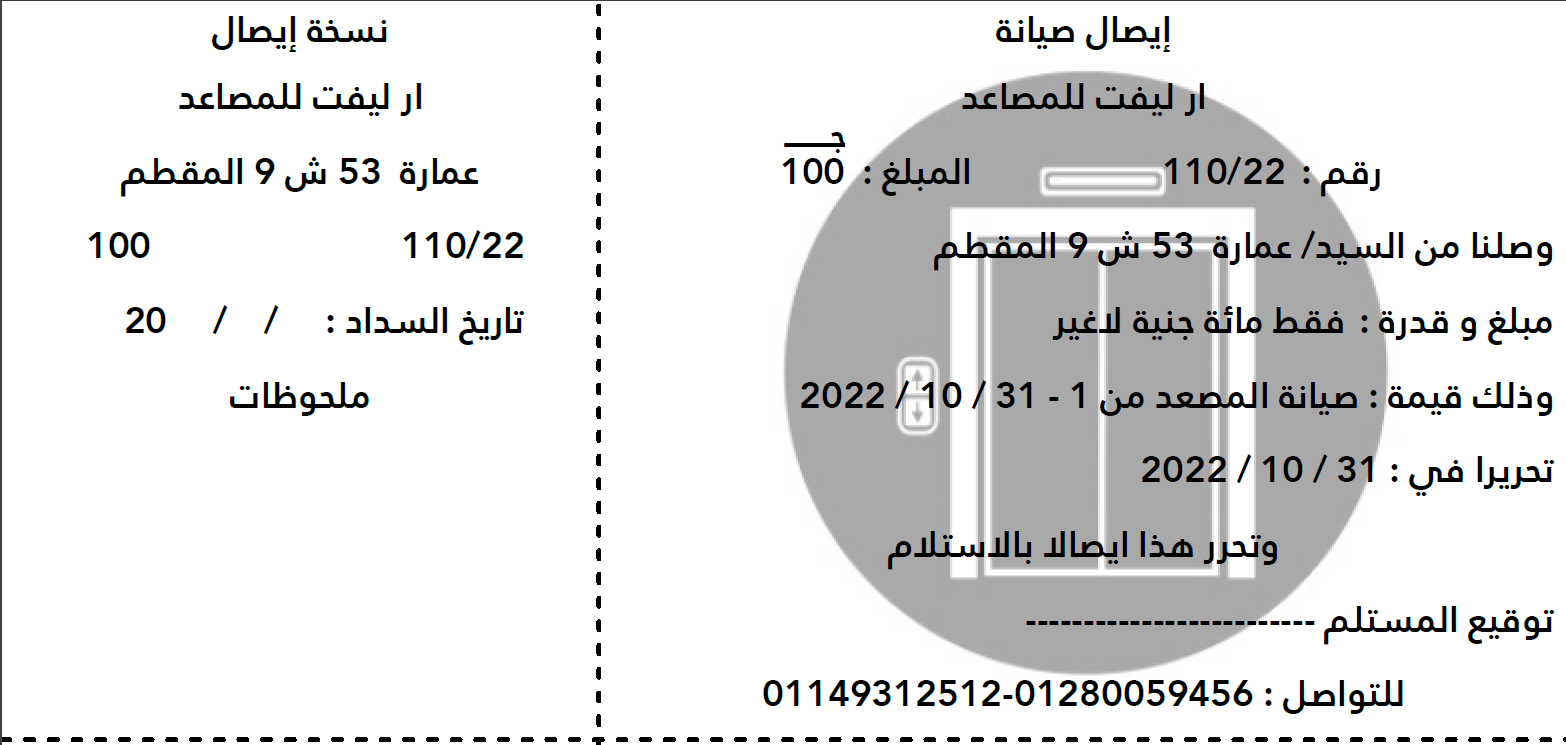 إيصال صيانة
ار ليفت للمصاعد
رقم : 110/22 المبلغ : 100 جـــ
وصلنا من السيد/ عمارة 53 ش 9 المقطم
مبلغ و قدرة : فقط مائة جنية لاغير
وذلك قيمة : صيانة المصعد من 1 - 31 / 10 / 2022
تحريرا في : 31 / 10 / 2022
وتحرر هذا ايصالا بالاستلام
توقيع المستلم -------------------------
للتواصل : 01149312512-01280059456
نسخة إيصال
ار ليفت للمصاعد
عمارة 53 ش 9 المقطم
110/22 100
تاريخ السداد : / / 20
ملحوظات